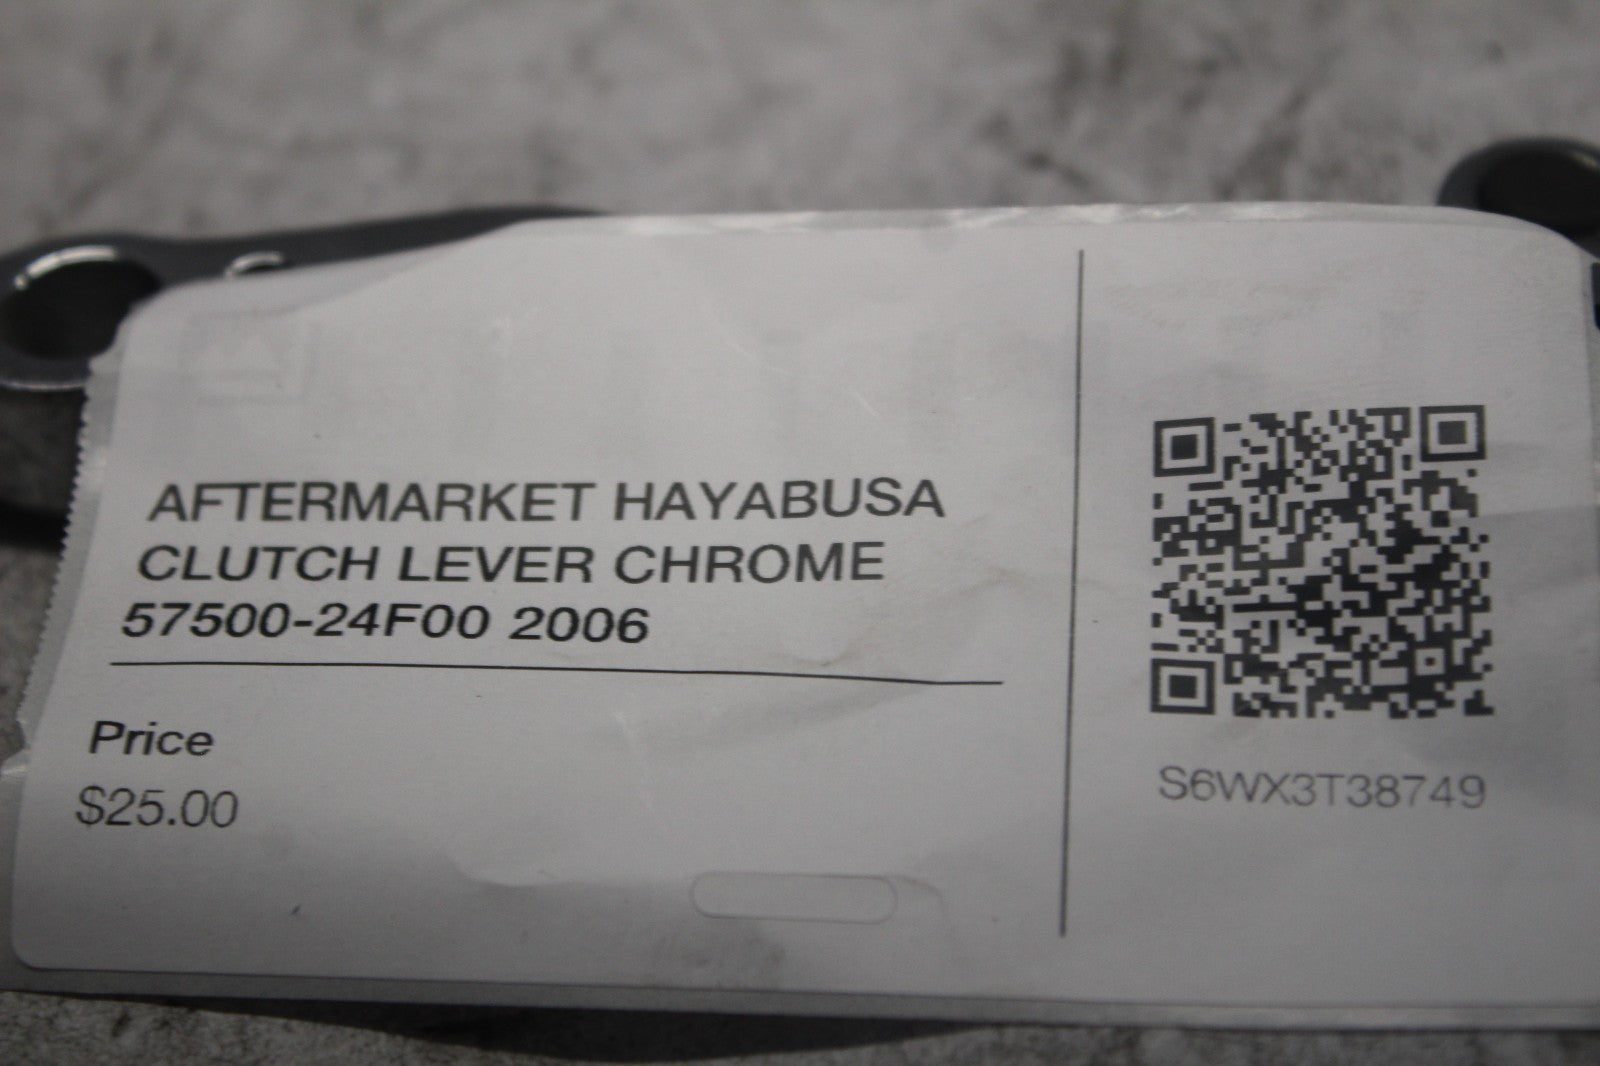 AFTERMARKET HAYABUSA
CLUTCH LEVER CHROME
57500-24F00 2006
Price
$25.00
S6WX3T38749